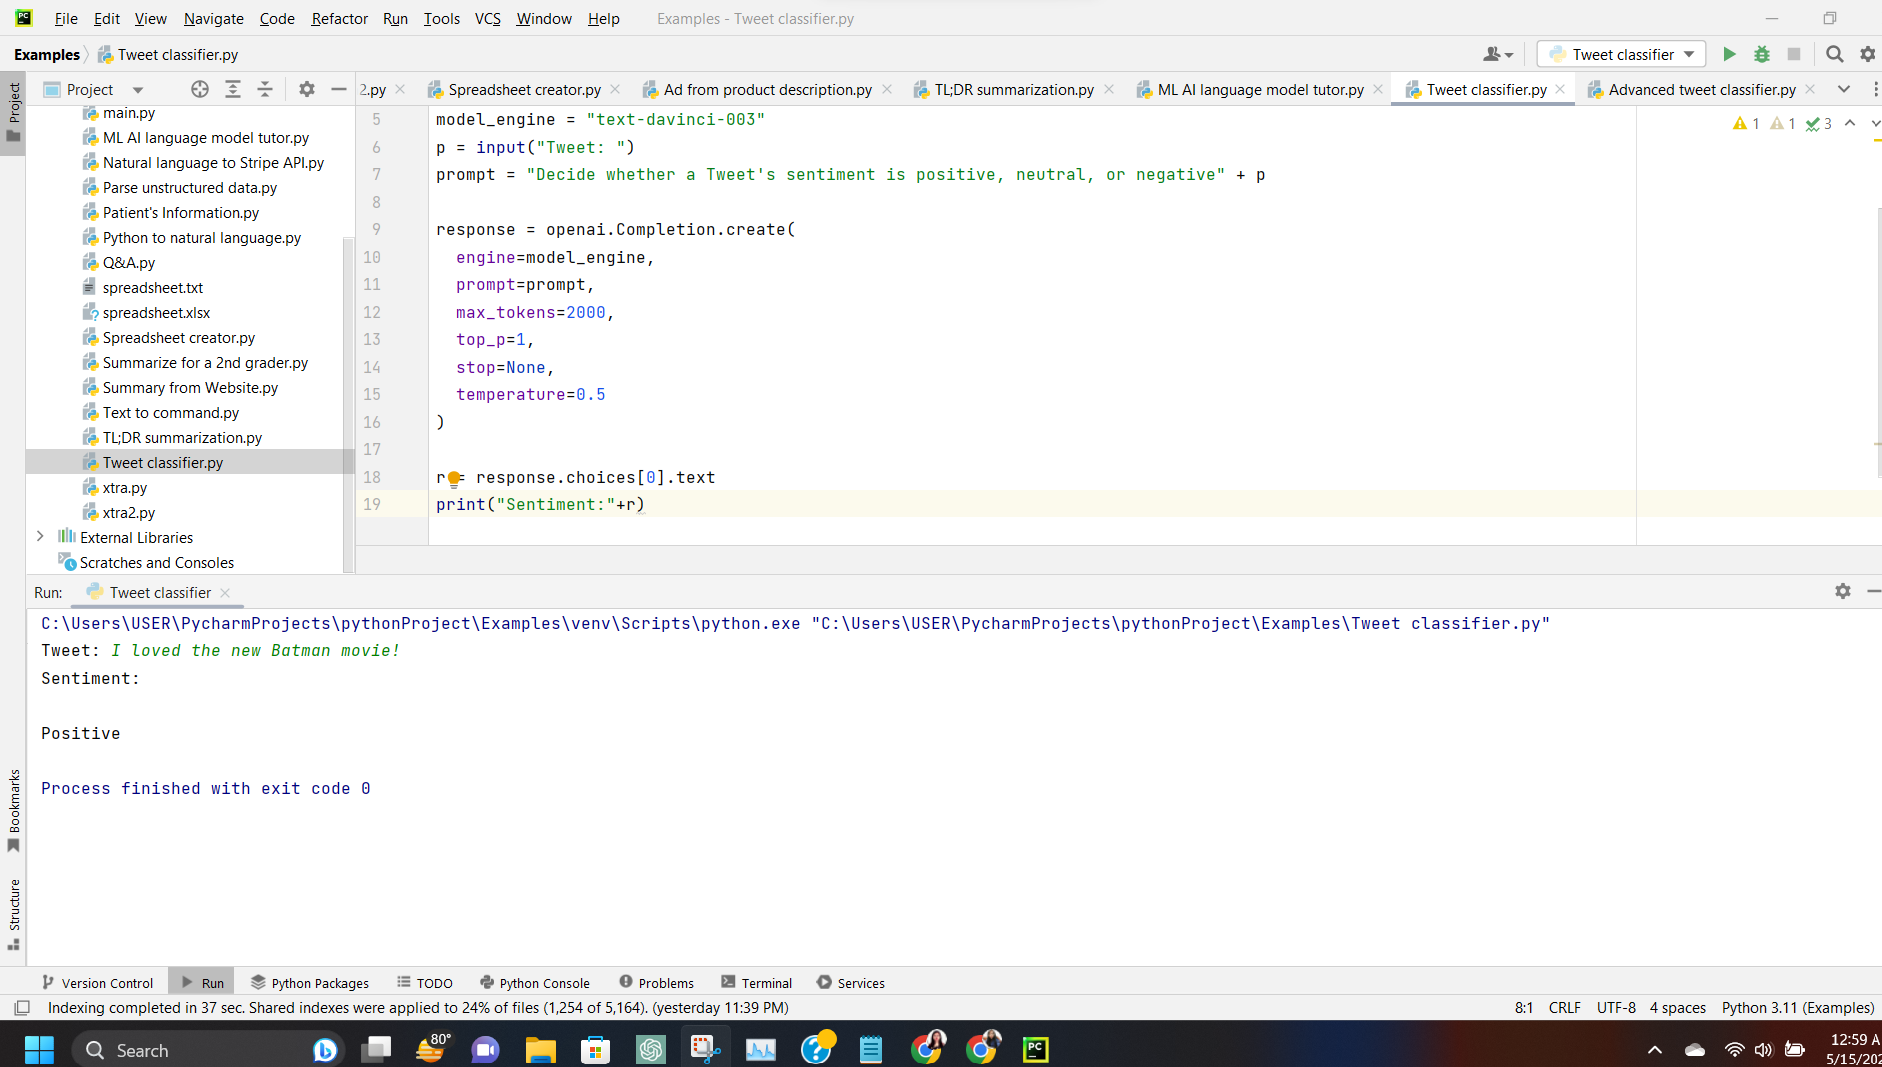 PC File Edit View Navigate Code Refactor Run Tools VCS Window Help Examples - Tweet classifier.py
Examples Tweet classifier.py Tweet classifier
Project
Project
2.py Spreadsheet creator.py Ad from product description.py TL;DR summarization.py ML AI language model tutor.py Tweet classifier.py Advanced tweet classifier.py
main.py
ML AI language model tutor.py
Natural language to Stripe API.py
Parse unstructured data.py
Patient's Information.py
Python to natural language.py
Q&A.py
spreadsheet.txt
spreadsheet.xlsx
Spreadsheet creator.py
Summarize for a 2nd grader.py
Summary from Website.py
Text to command.py
TL;DR summarization.py
Tweet classifier.py
xtra.py
xtra2.py
External Libraries
Scratches and Consoles
1 1 3
5 model_engine = "text-davinci-003"
6 p = input("Tweet: ")
7 prompt = "Decide whether a Tweet's sentiment is positive, neutral, or negative" + p
8
9 response = openai.Completion.create(
10 engine=model_engine,
11 prompt=prompt,
12 max_tokens=2000,
13 top_p=1,
14 stop=None,
15 temperature=0.5
16 )
17
18 r = response.choices[0].text
19 print("Sentiment:"+r)
Run: Tweet classifier
C:\Users\USER\PycharmProjects\pythonProject\Examples\venv\Scripts\python.exe "C:\Users\USER\PycharmProjects\pythonProject\Examples\Tweet classifier.py"
Tweet: I loved the new Batman movie!
Sentiment:
Positive
Process finished with exit code 0
Bookmarks
Structure
Version Control Run Python Packages TODO Python Console Problems Terminal Services
Indexing completed in 37 sec. Shared indexes were applied to 24% of files (1,254 of 5,164). (yesterday 11:39 PM) 8:1 CRLF UTF-8 4 spaces Python 3.11 (Examples)
Search 80° PC 12:59 A
5/15/202